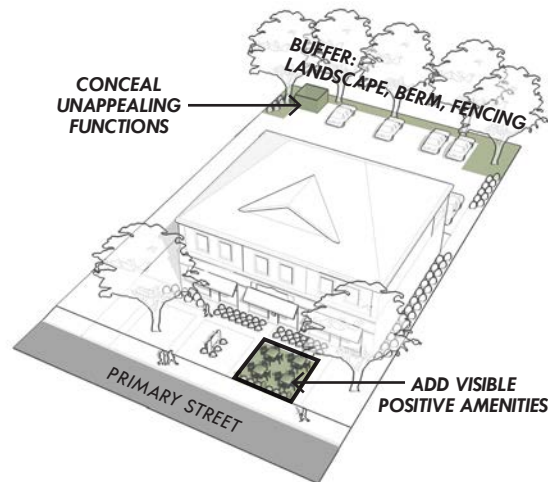 BUFFER:
LANDSCAPE, BERM, FENCING
CONCEAL
UNAPPEALING
FUNCTIONS
ADD VISIBLE
POSITIVE AMENITIES
PRIMARY STREET